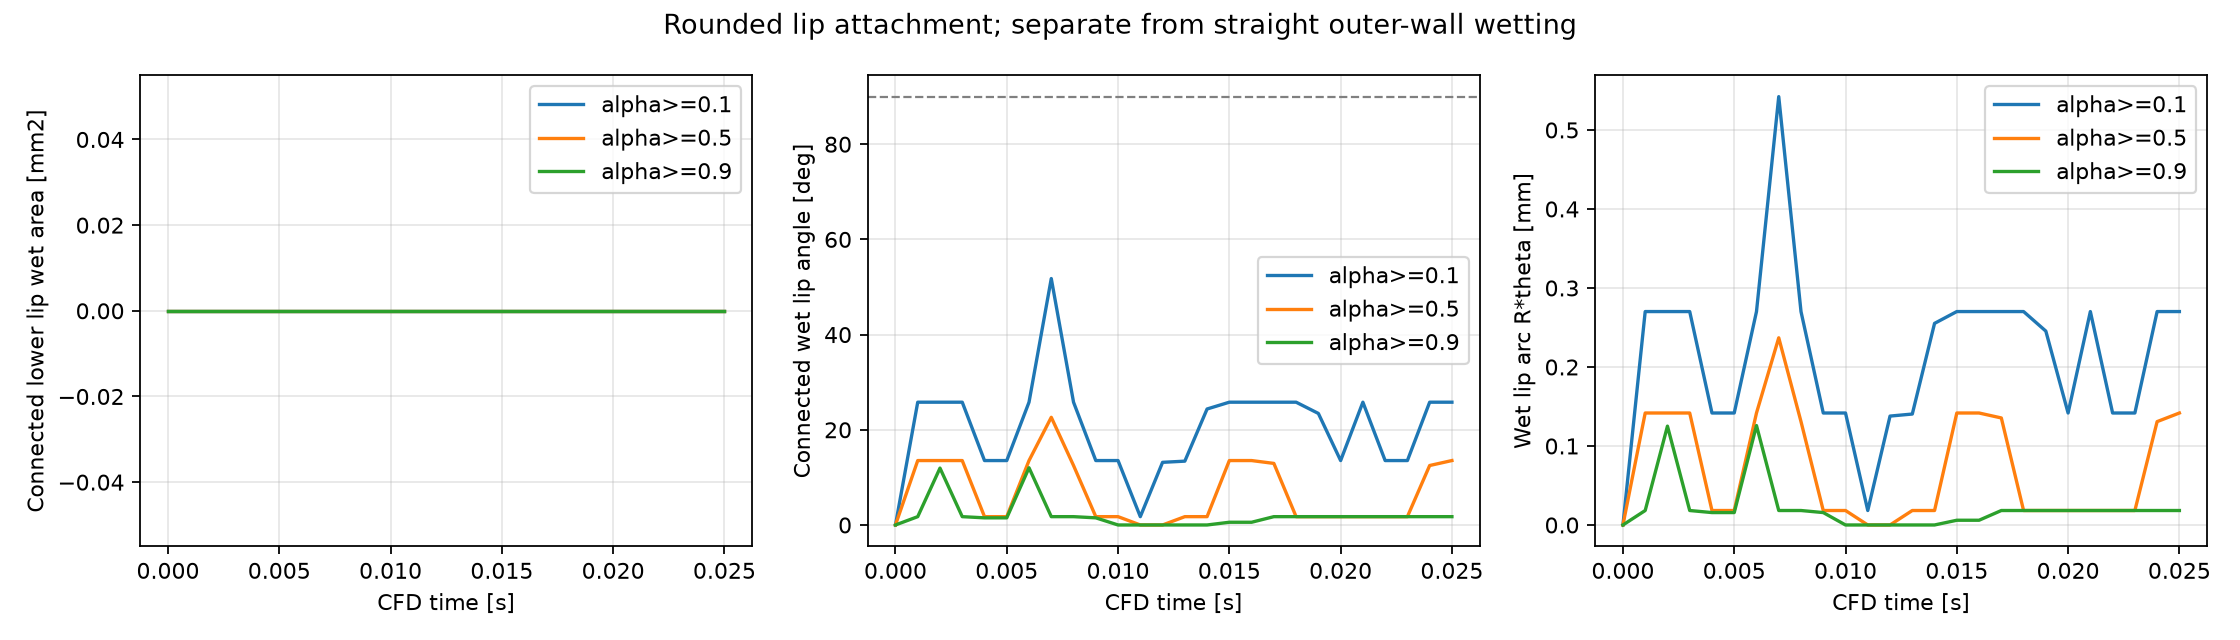 Rounded lip attachment; separate from straight outer-wall wetting
Connected lower lip wet area [mm2]
0.04
0.02
0.00
−0.02
−0.04
alpha>=0.1
alpha>=0.5
alpha>=0.9
0.000 0.005 0.010 0.015 0.020 0.025
CFD time [s]
Connected wet lip angle [deg]
80
60
40
20
0
alpha>=0.1
alpha>=0.5
alpha>=0.9
0.000 0.005 0.010 0.015 0.020 0.025
CFD time [s]
Wet lip arc R*theta [mm]
0.5
0.4
0.3
0.2
0.1
0.0
alpha>=0.1
alpha>=0.5
alpha>=0.9
0.000 0.005 0.010 0.015 0.020 0.025
CFD time [s]